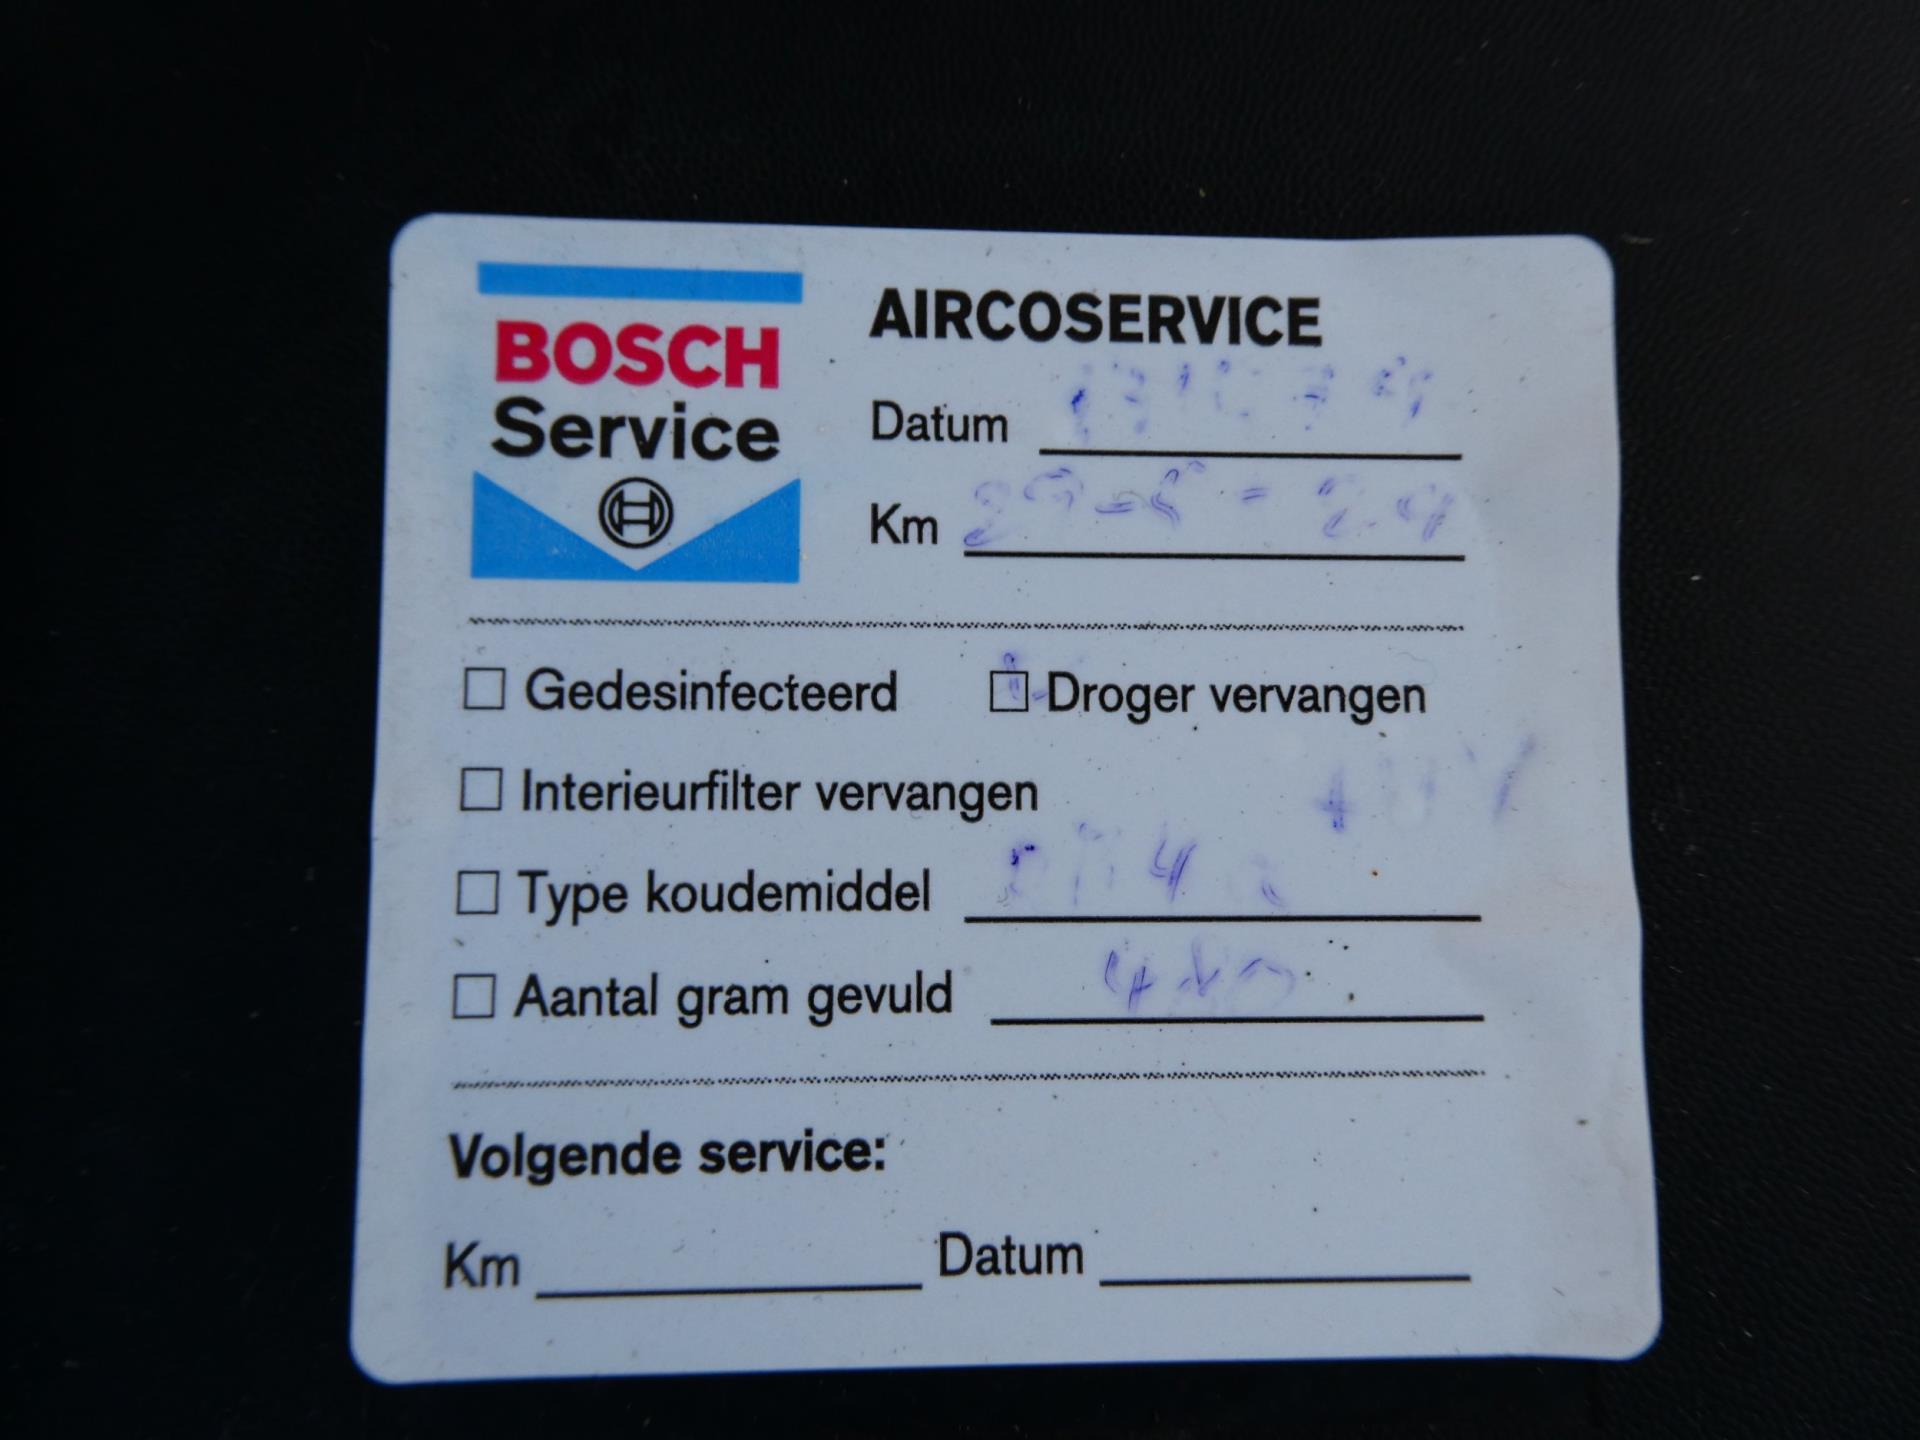 BOSCH
Service
AIRCOSERVICE
Datum
Km
Gedesinfecteerd
Droger vervangen
Interieurfilter vervangen
Type koudemiddel
Aantal gram gevuld
Volgende service:
Km
Datum